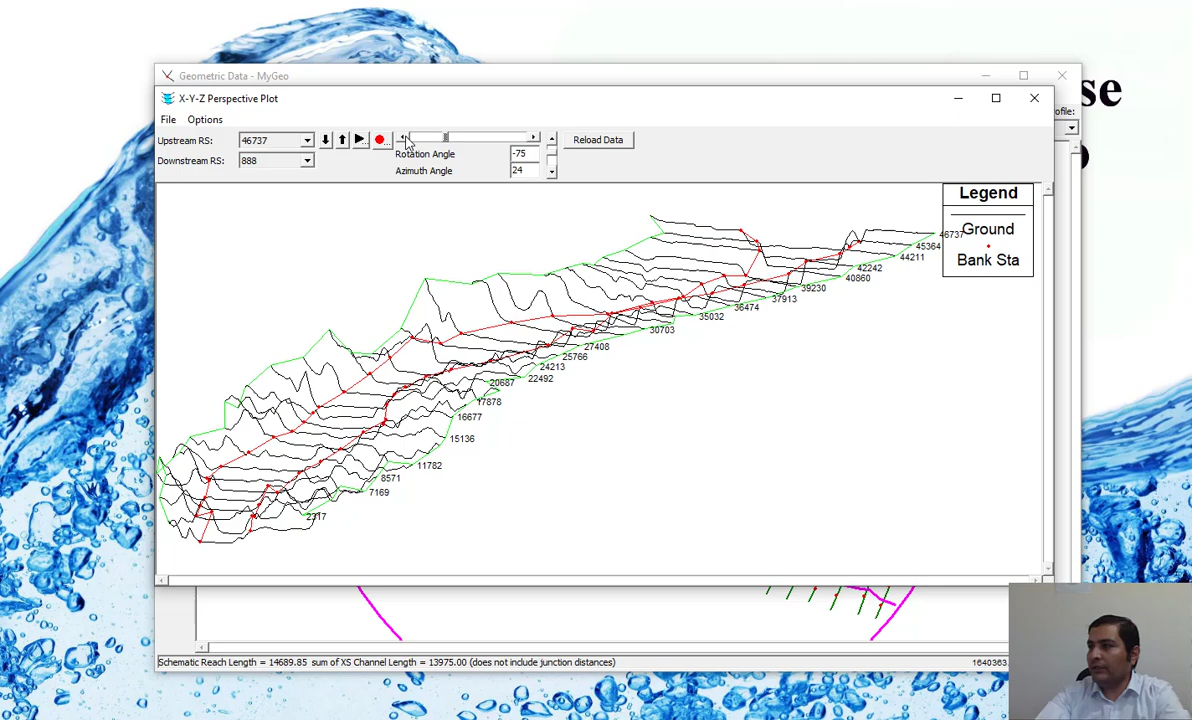 Geometric Data - MyGeo
se
X-Y-Z Perspective Plot
File Options
ofile:
Upstream RS: 46737
Downstream RS: 888
Rotation Angle -75
Azimuth Angle 24
Reload Data
Legend
Ground
Bank Sta
46737
45364
44211
42242
40860
39230
37913
36474
35032
30703
27408
25766
24213
22492
20687
17878
16677
15136
11782
8571
7169
2317
Schematic Reach Length = 14689.85 sum of XS Channel Length = 13975.00 (does not include junction distances)
1640363.